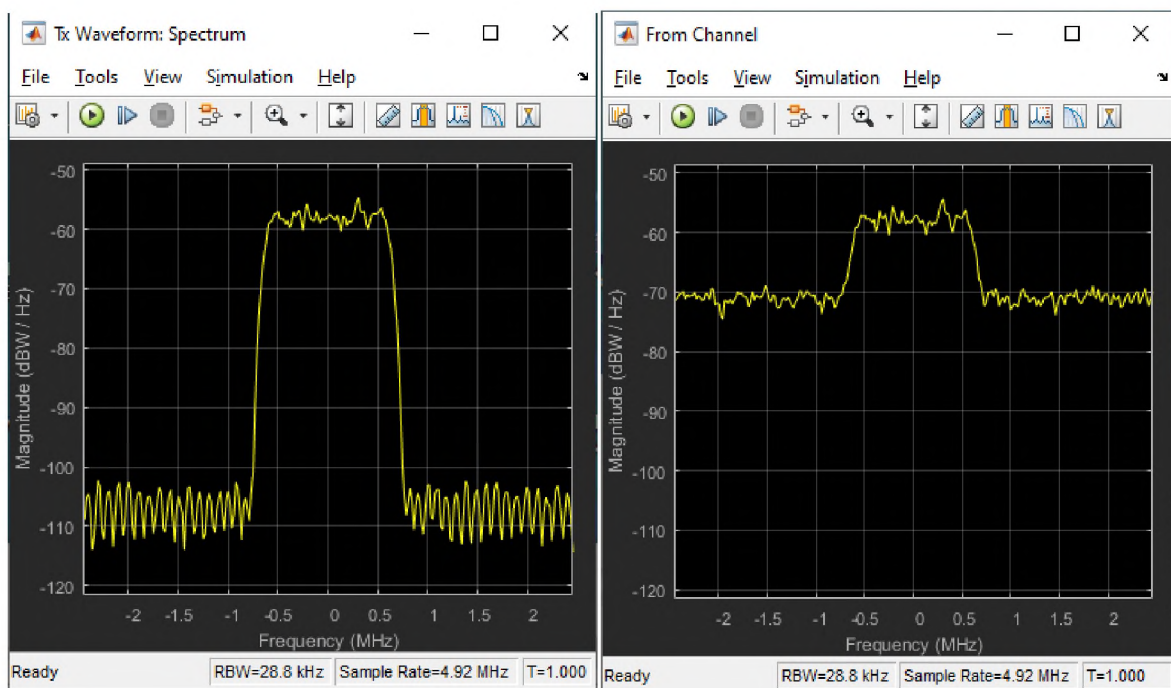 Tx Waveform: Spectrum
File Tools View Simulation Help
Magnitude (dBW / Hz)
-50
-60
-70
-80
-90
-100
-110
-120
-2 -1.5 -1 -0.5 0 0.5 1 1.5 2
Frequency (MHz)
Ready RBW=28.8 kHz Sample Rate=4.92 MHz T=1.000
From Channel
File Tools View Simulation Help
Magnitude (dBW / Hz)
-50
-60
-70
-80
-90
-100
-110
-120
-2 -1.5 -1 -0.5 0 0.5 1 1.5 2
Frequency (MHz)
Ready RBW=28.8 kHz Sample Rate=4.92 MHz T=1.000